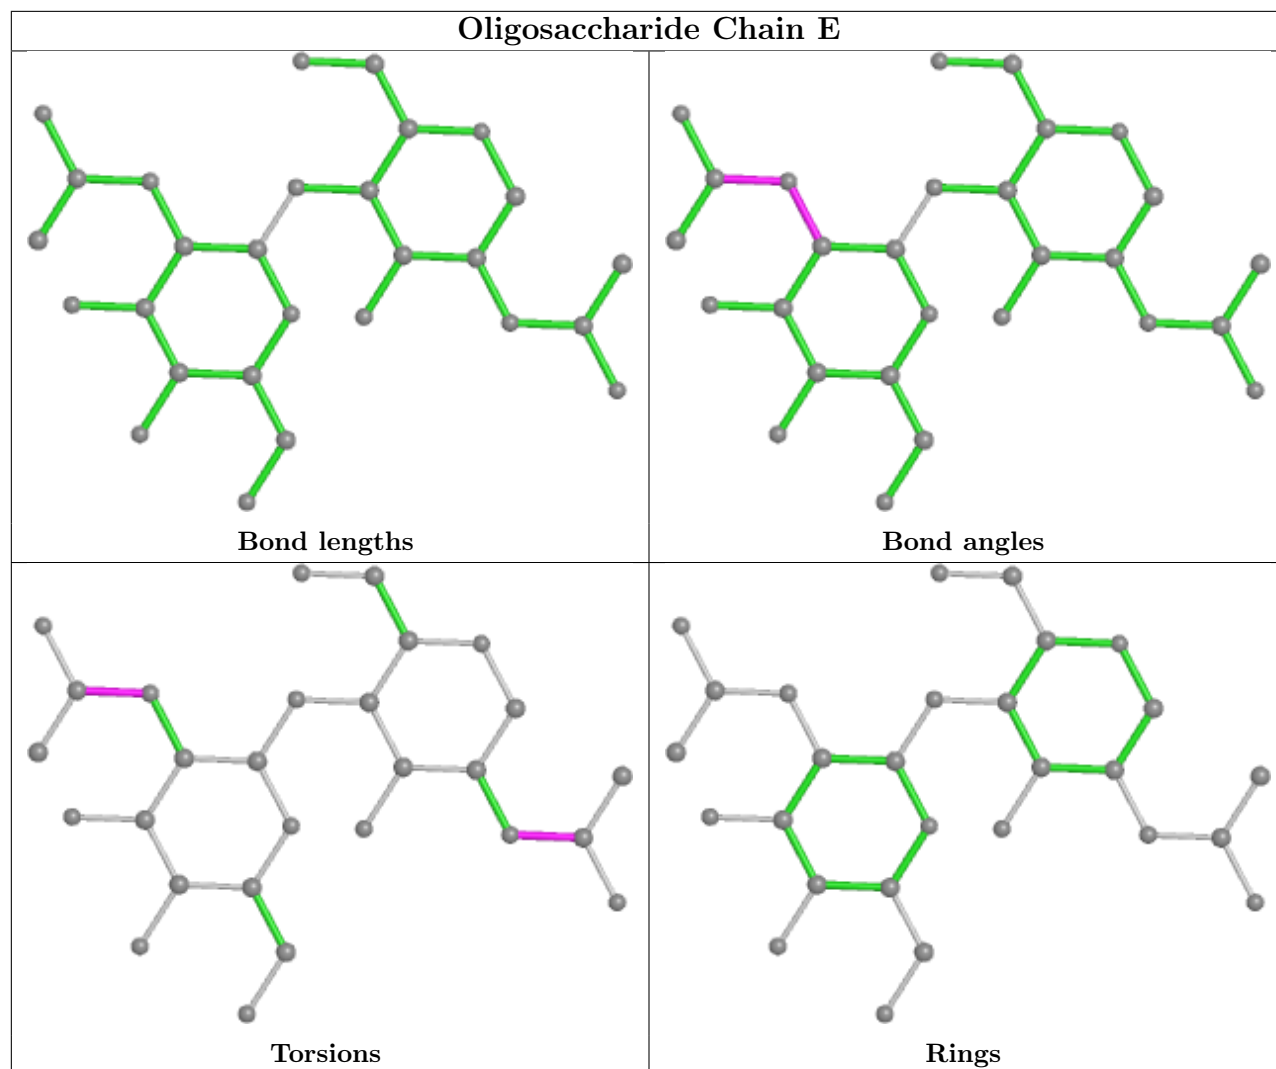 Oligosaccharide Chain E
Bond lengths
Bond angles
Torsions
Rings